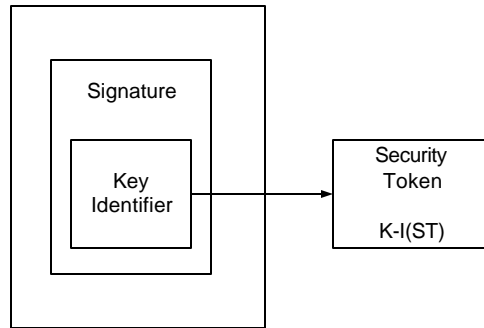 Signature
Key
Identifier
Security
Token
K-I(ST)